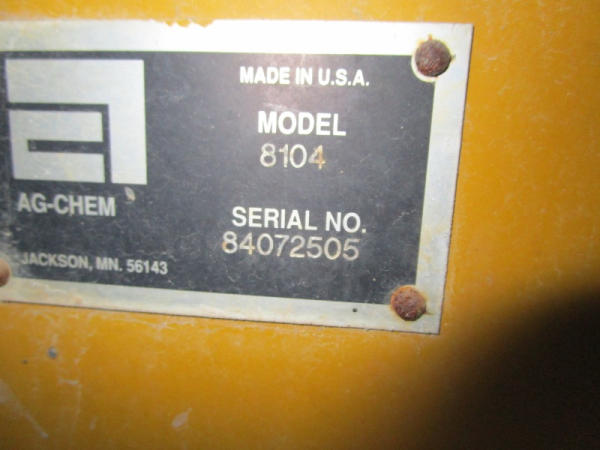 MADE IN U.S.A.
MODEL
8104
AG-CHEM
SERIAL NO.
84072505
JACKSON, MN. 56143